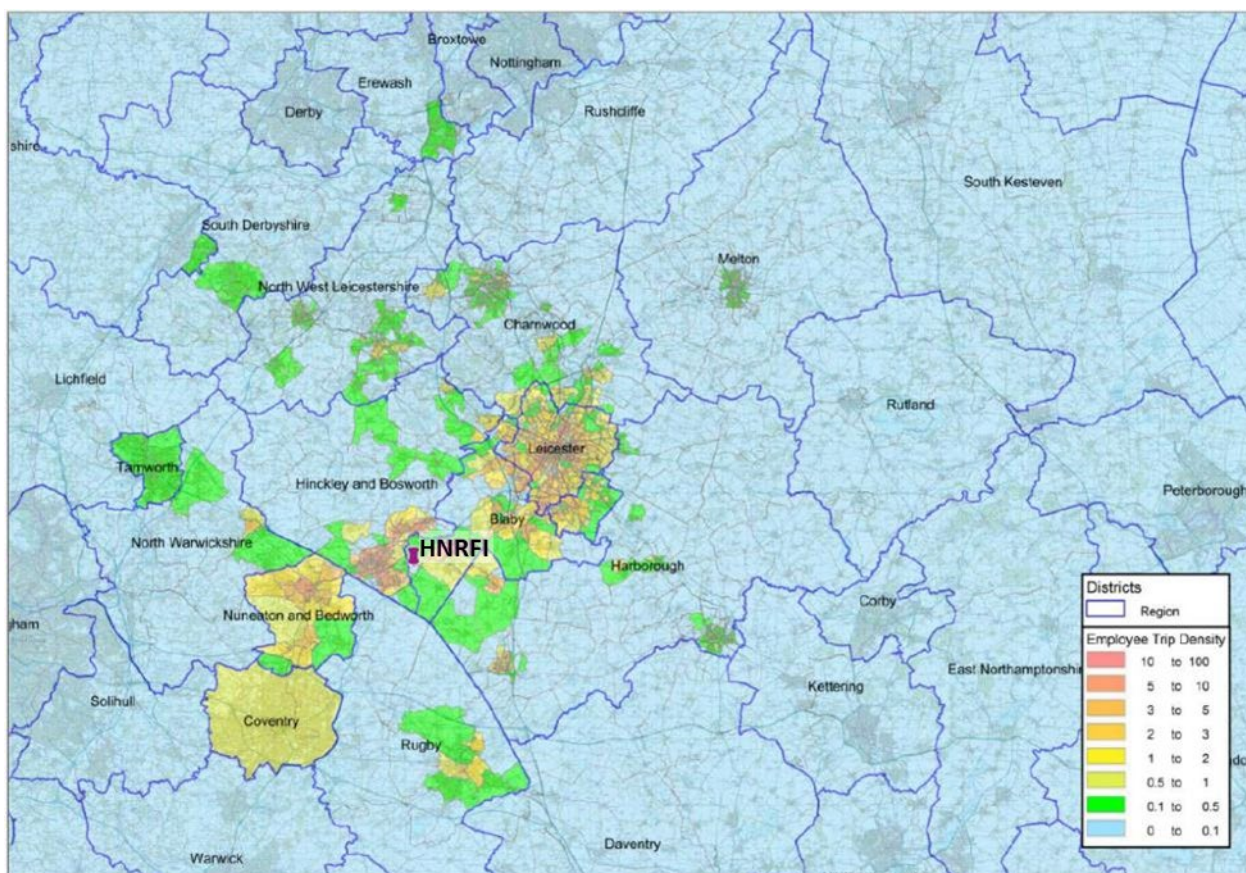 Broxtowe
Nottingham
Erewash
Derby
Rushcliffe
shire
South Kesteven
South Derbyshire
Melton
North West Leicestershire
Charnwood
Lichfield
Rutland
Leicester
Tamworth
Hinckley and Bosworth
Peterborough
Blaby
North Warwickshire
HNRFI
Harborough
Corby
Nuneaton and Bedworth
gham
East Northamptonshire
Kettering
Solihull
Coventry
Rugby
Daventry
Warwick
Districts
Region
Employee Trip Density
10 to 100
5 to 10
3 to 5
2 to 3
1 to 2
0.5 to 1
0.1 to 0.5
0 to 0.1